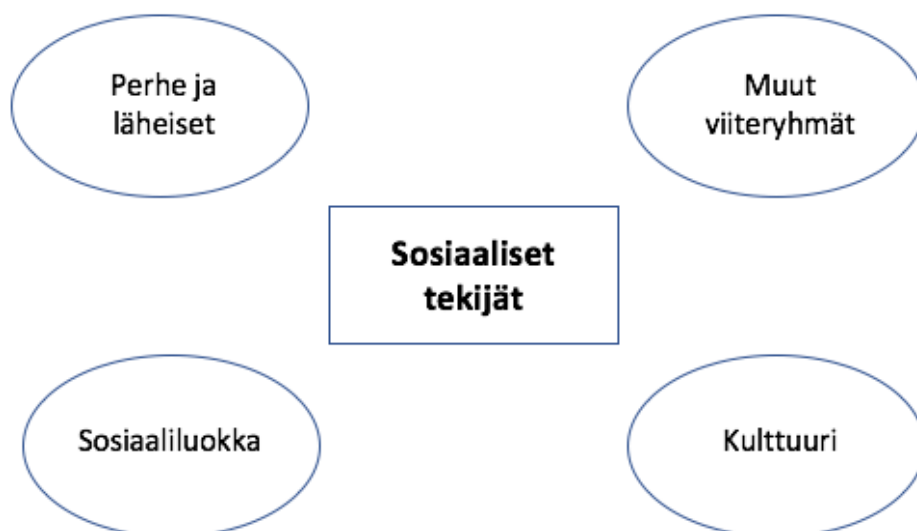 Perhe ja
läheiset
Muut
viiteryhmät
Sosiaaliset
tekijät
Sosiaaliluokka
Kulttuuri